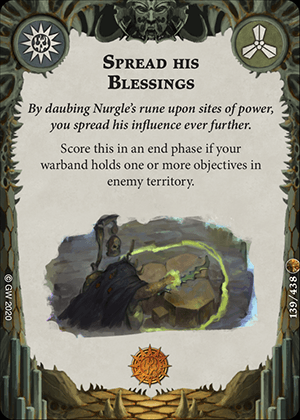 SPREAD HIS
BLESSINGS
By daubing Nurgle's rune upon sites of power,
you spread his influence ever further.
Score this in an end phase if your
warband holds one or more objectives in
enemy territory.
© GW 2020
139/438